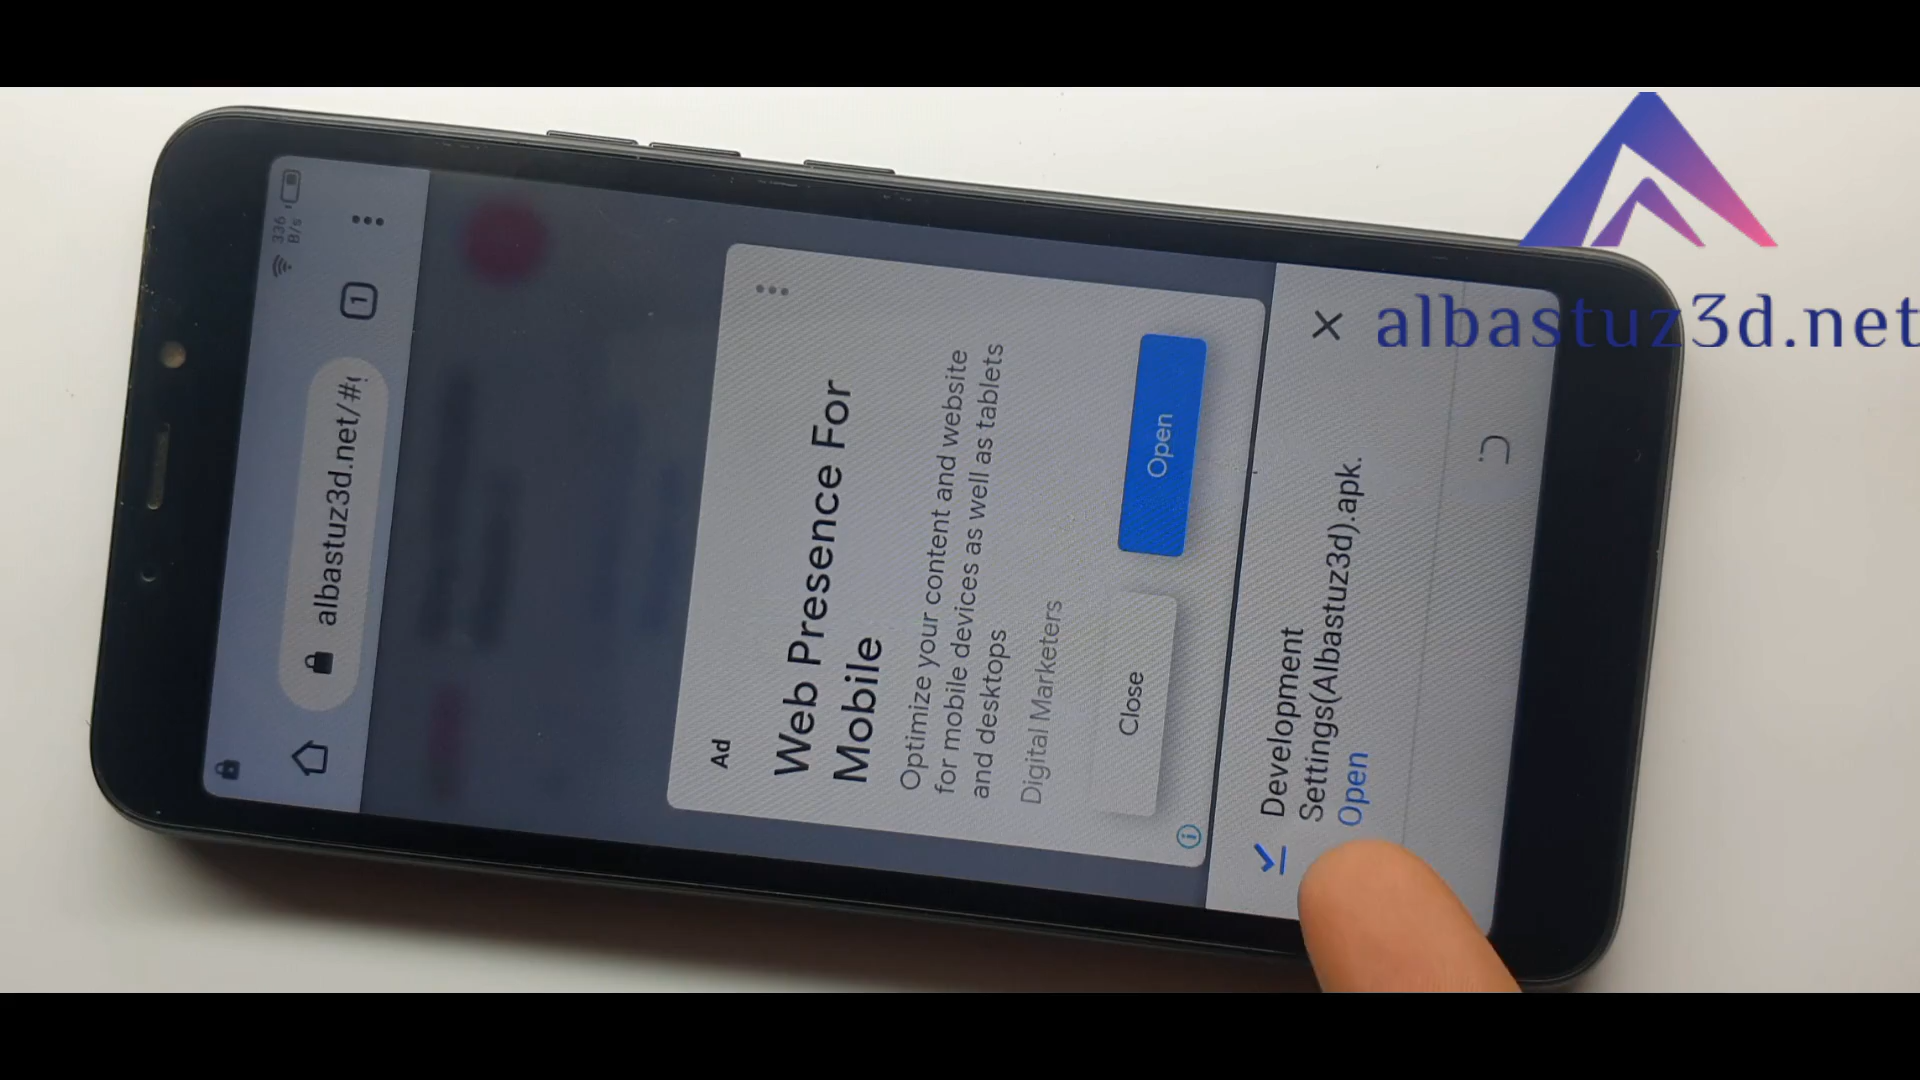 336
B/s
1
albastuz3d.net/#
Ad
Web Presence For
Mobile
Optimize your content and website
for mobile devices as well as tablets
and desktops
Digital Marketers
Close
Open
Development
Settings(Albastuz3d).apk.
Open
albastuz3d.net